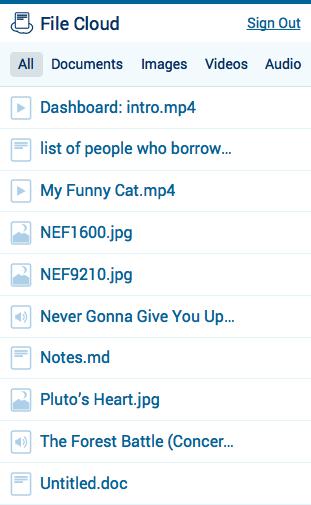 File Cloud Sign Out
All Documents Images Videos Audio
Dashboard: intro.mp4
list of people who borrow...
My Funny Cat.mp4
NEF1600.jpg
NEF9210.jpg
Never Gonna Give You Up...
Notes.md
Pluto’s Heart.jpg
The Forest Battle (Concer...
Untitled.doc